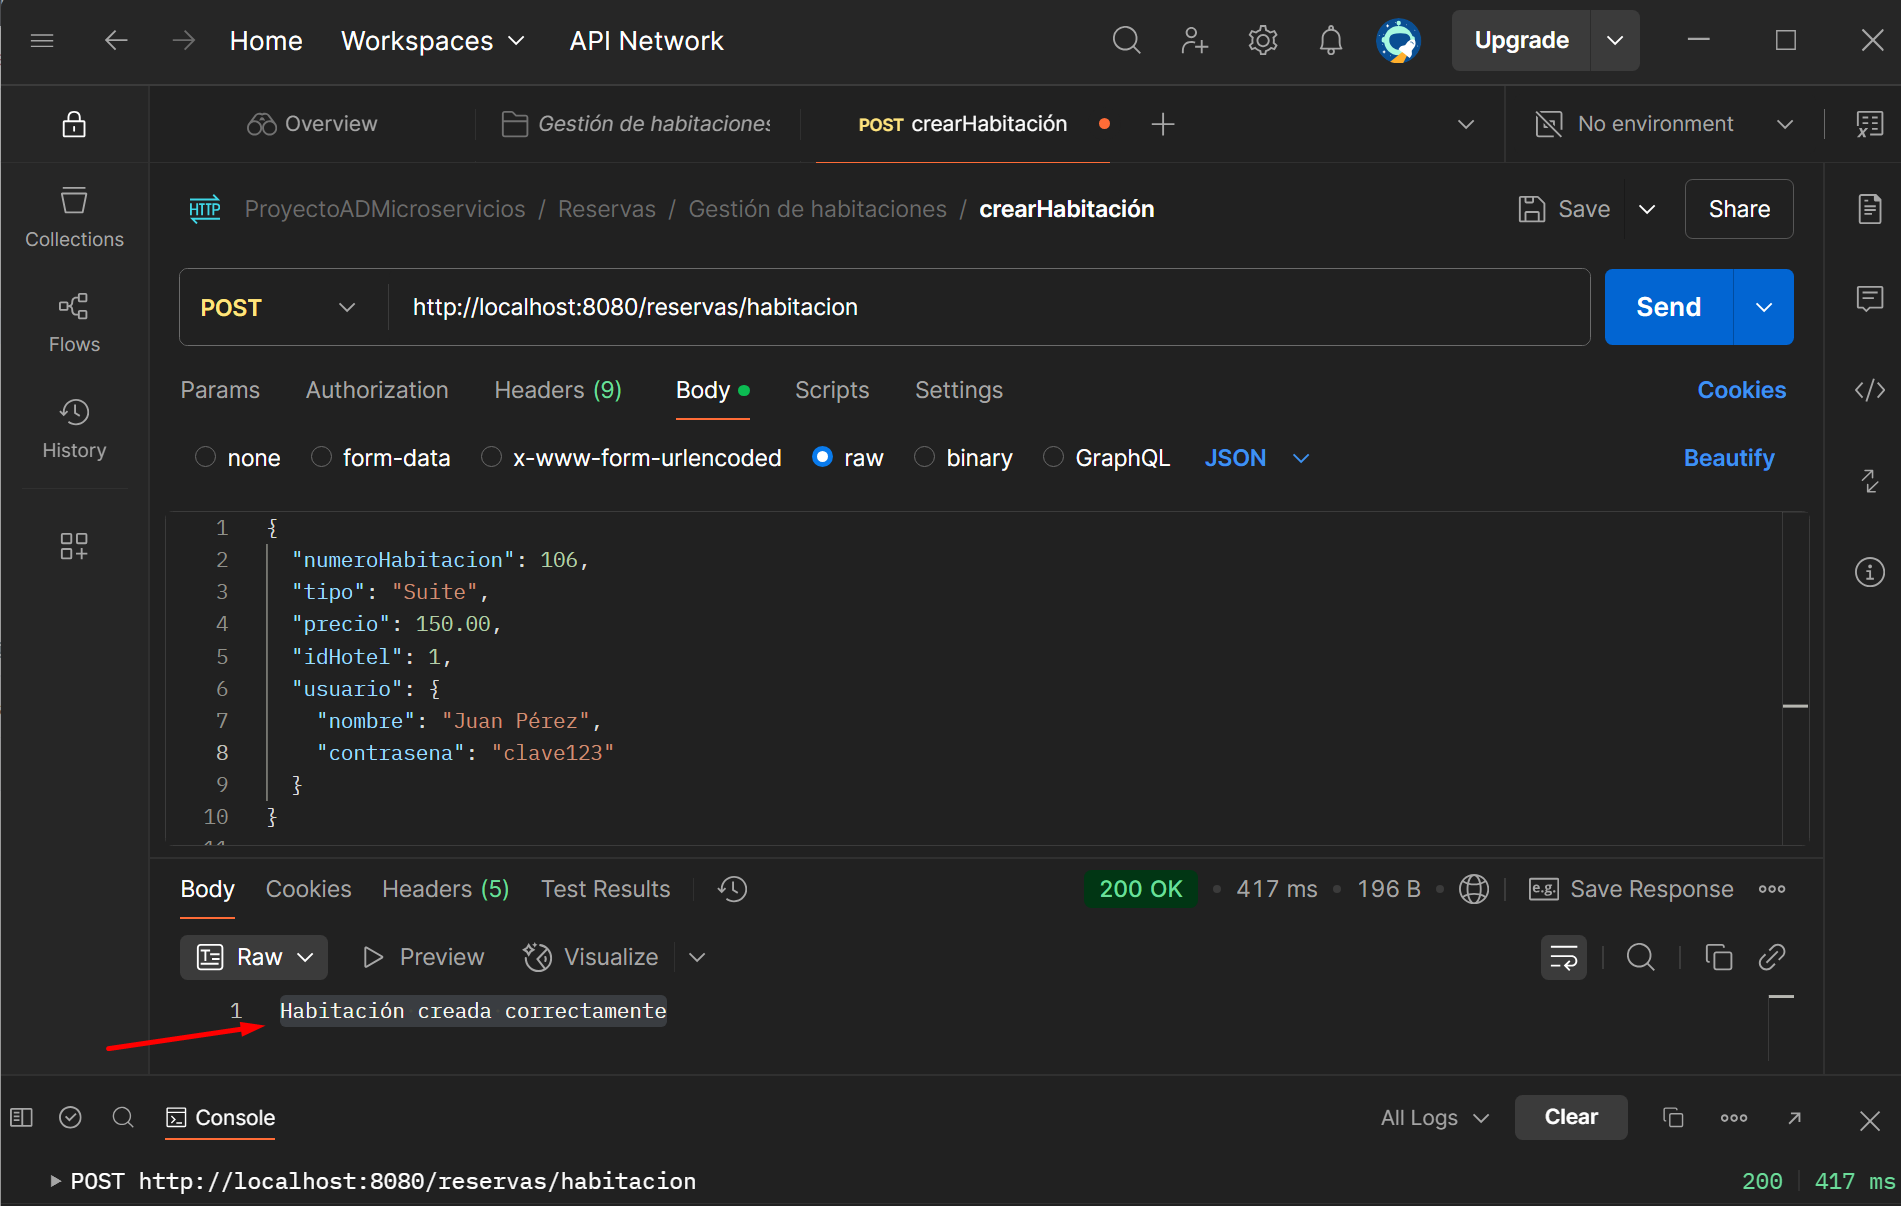 Home Workspaces API Network Upgrade
Overview Gestión de habitaciones POST crearHabitación No environment
HTTP ProyectoADMicroservicios / Reservas / Gestión de habitaciones / crearHabitación Save Share
Collections
Flows
History
POST http://localhost:8080/reservas/habitacion Send
Params Authorization Headers (9) Body Scripts Settings Cookies
none form-data x-www-form-urlencoded raw binary GraphQL JSON Beautify
1 {
2 "numeroHabitacion": 106,
3 "tipo": "Suite",
4 "precio": 150.00,
5 "idHotel": 1,
6 "usuario": {
7 "nombre": "Juan Pérez",
8 "contrasena": "clave123"
9 }
10 }
11
Body Cookies Headers (5) Test Results 200 OK • 417 ms • 196 B • e.g. Save Response
Raw Preview Visualize
1 Habitación creada correctamente
Console All Logs Clear
POST http://localhost:8080/reservas/habitacion 200 417 ms